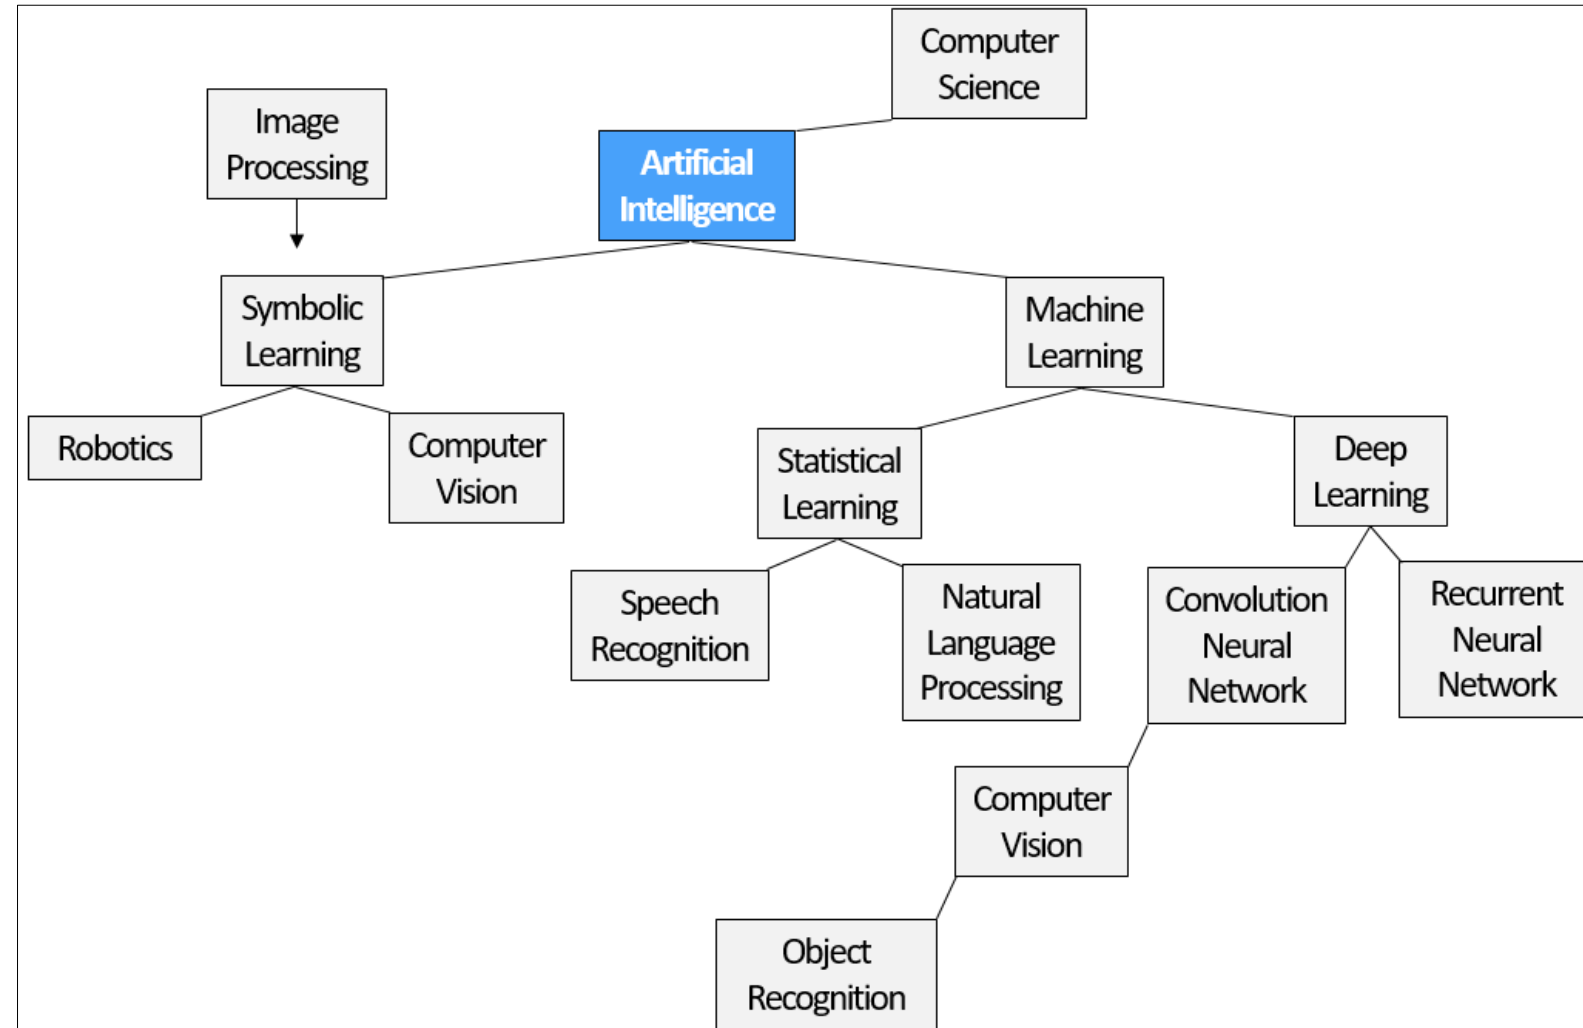 Computer
Science
Image
Processing
Artificial
Intelligence
Symbolic
Learning
Machine
Learning
Robotics
Computer
Vision
Statistical
Learning
Deep
Learning
Speech
Recognition
Natural
Language
Processing
Convolution
Neural
Network
Recurrent
Neural
Network
Computer
Vision
Object
Recognition